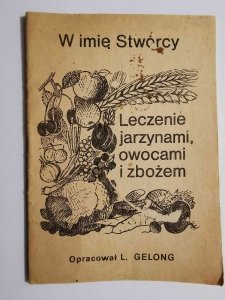 W imię Stwórcy
Leczenie
jarzynami,
owocami
i zbożem
Opracował L. GELONG